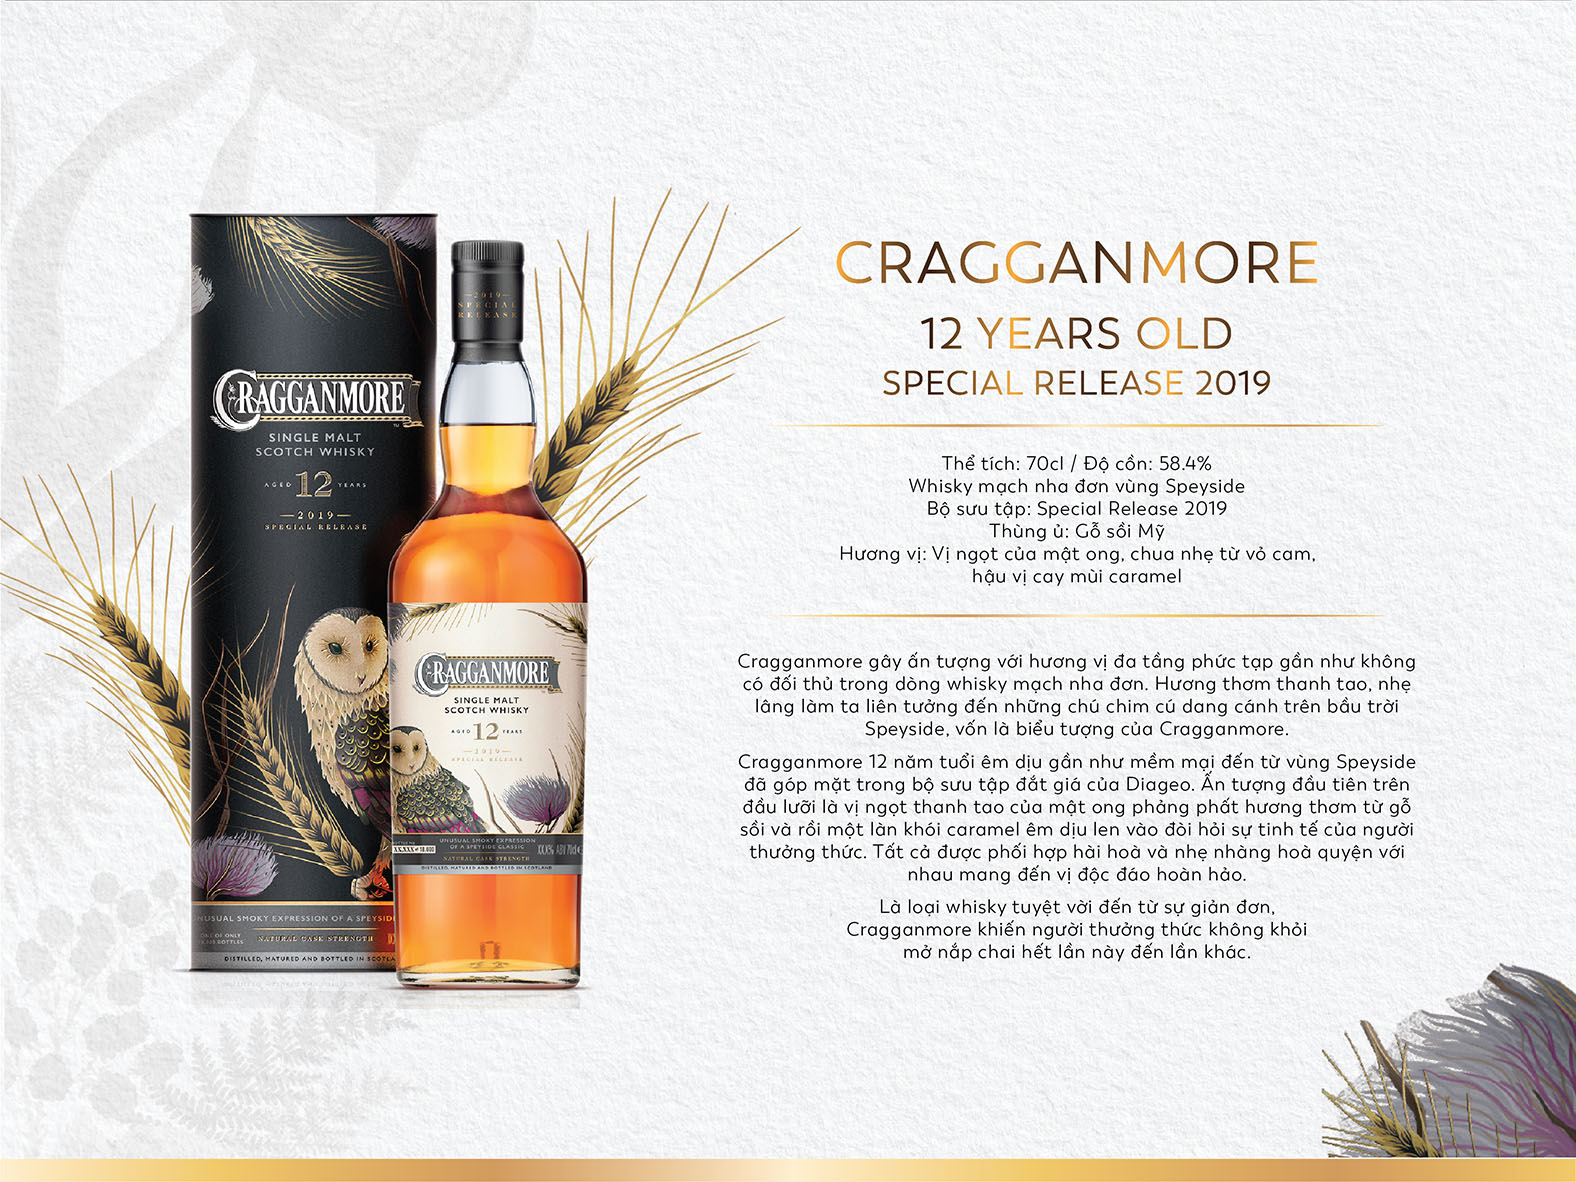 CRAGGANMORE
SINGLE MALT
SCOTCH WHISKY
AGED 12 YEARS
2019
SPECIAL RELEASE
UNUSUAL SMOKY EXPRESSION OF A SPEYSID
ONE OF ONLY
BOTTLES
NATURAL CASK STRENGTH
DISTILLED, MATURED AND BOTTLED IN SCOTLA
2019
SPECIAL
RELEASE
CRAGGANMORE
SINGLE MALT
SCOTCH WHISKY
AGED 12 YEARS
2019
SPECIAL RELEASE
UNUSUAL SMOKY EXPRESSION
OF A SPEYSIDE CLASSIC
XX.X% ABV 70cl
NATURAL CASK STRENGTH
DISTILLED, MATURED AND BOTTLED IN SCOTLAND
CRAGGANMORE
12 YEARS OLD
SPECIAL RELEASE 2019
Thể tích: 70cl / Độ cồn: 58.4%
Whisky mạch nha đơn vùng Speyside
Bộ sưu tập: Special Release 2019
Thùng ủ: Gỗ sồi Mỹ
Hương vị: Vị ngọt của mật ong, chua nhẹ từ vỏ cam,
hậu vị cay mùi caramel
Cragganmore gây ấn tượng với hương vị đa tầng phức tạp gần như không
có đối thủ trong dòng whisky mạch nha đơn. Hương thơm thanh tao, nhẹ
lâng làm ta liên tưởng đến những chú chim cú dang cánh trên bầu trời
Speyside, vốn là biểu tượng của Cragganmore.
Cragganmore 12 năm tuổi êm dịu gần như mềm mại đến từ vùng Speyside
đã góp mặt trong bộ sưu tập đắt giá của Diageo. Ấn tượng đầu tiên trên
đầu lưỡi là vị ngọt thanh tao của mật ong phảng phất hương thơm từ gỗ
sồi và rồi một làn khói caramel êm dịu len vào đòi hỏi sự tinh tế của người
thưởng thức. Tất cả được phối hợp hài hoà và nhẹ nhàng hoà quyện với
nhau mang đến vị độc đáo hoàn hảo.
Là loại whisky tuyệt vời đến từ sự giản đơn,
Cragganmore khiến người thưởng thức không khỏi
mở nắp chai hết lần này đến lần khác.